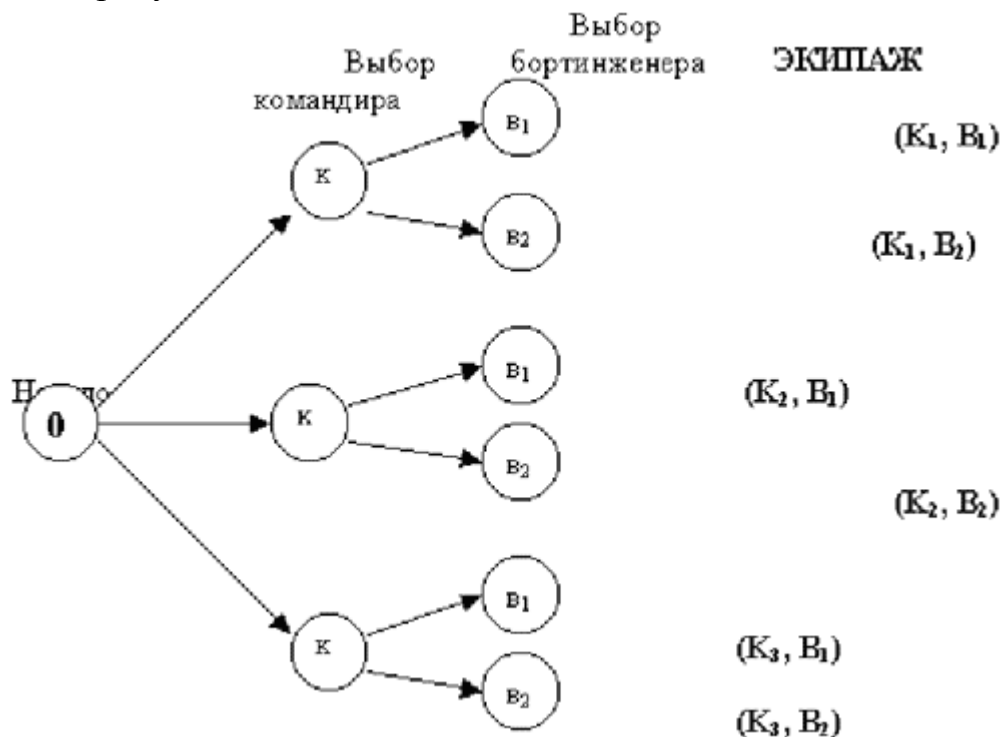 Выбор
командира
Выбор
бортинженера
ЭКИПАЖ
К
В1
(К1, В1)
В2
(К1, В2)
0
К
В1
(К2, В1)
В2
(К2, В2)
К
В1
(К3, В1)
В2
(К3, В2)